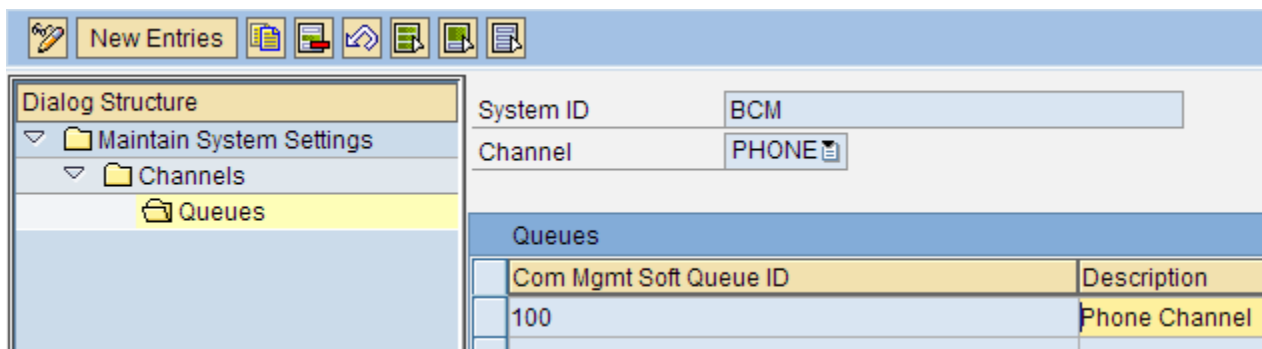 New Entries
Dialog Structure
Maintain System Settings
Channels
Queues
System ID BCM
Channel PHONE
Queues
Com Mgmt Soft Queue ID Description
100 Phone Channel